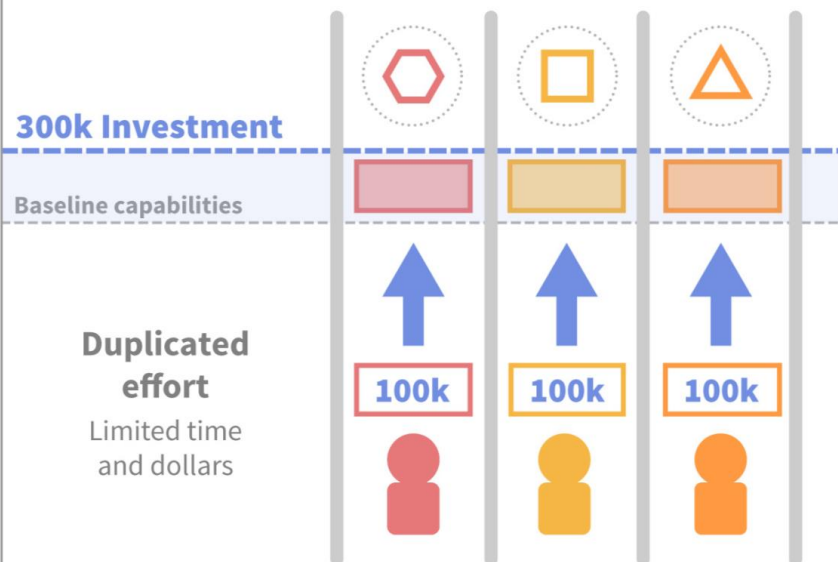 300k Investment
Baseline capabilities
Duplicated
effort
Limited time
and dollars
100k
100k
100k